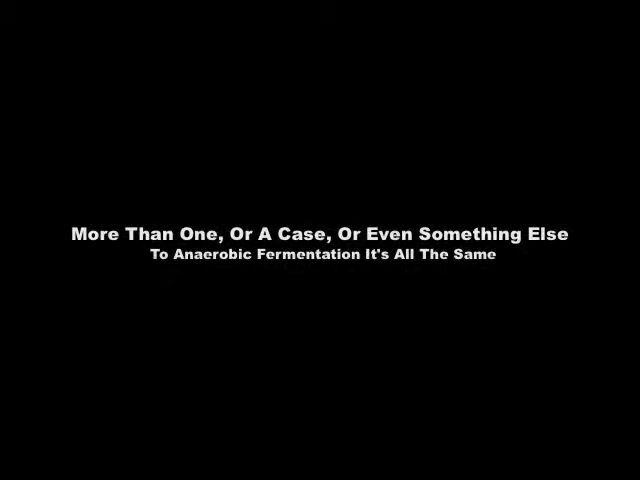 More Than One, Or A Case, Or Even Something Else
To Anaerobic Fermentation It's All The Same